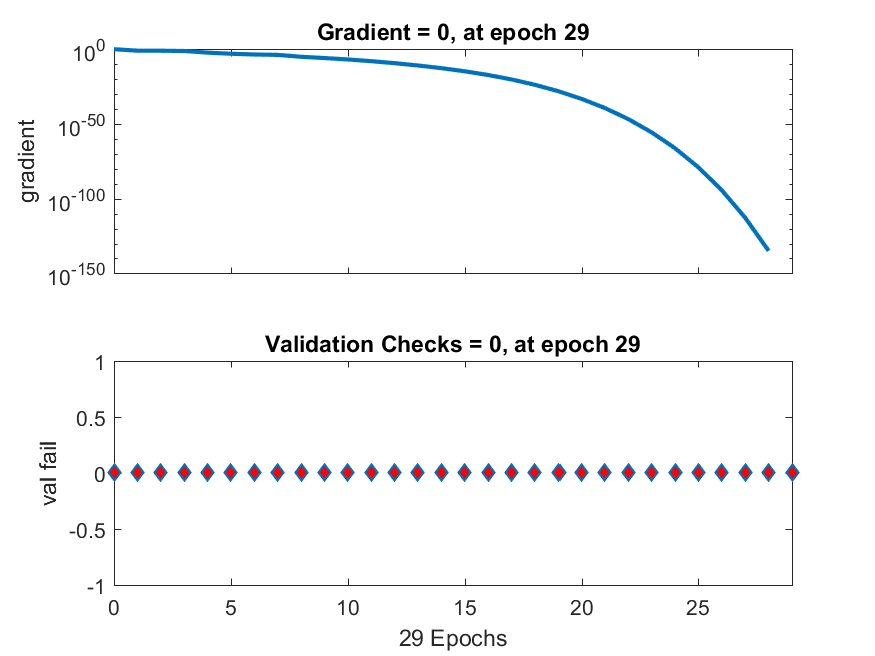 Gradient = 0, at epoch 29
10^0
10^-50
10^-100
10^-150
gradient
Validation Checks = 0, at epoch 29
1
0.5
0
-0.5
-1
val fail
0 5 10 15 20 25
29 Epochs